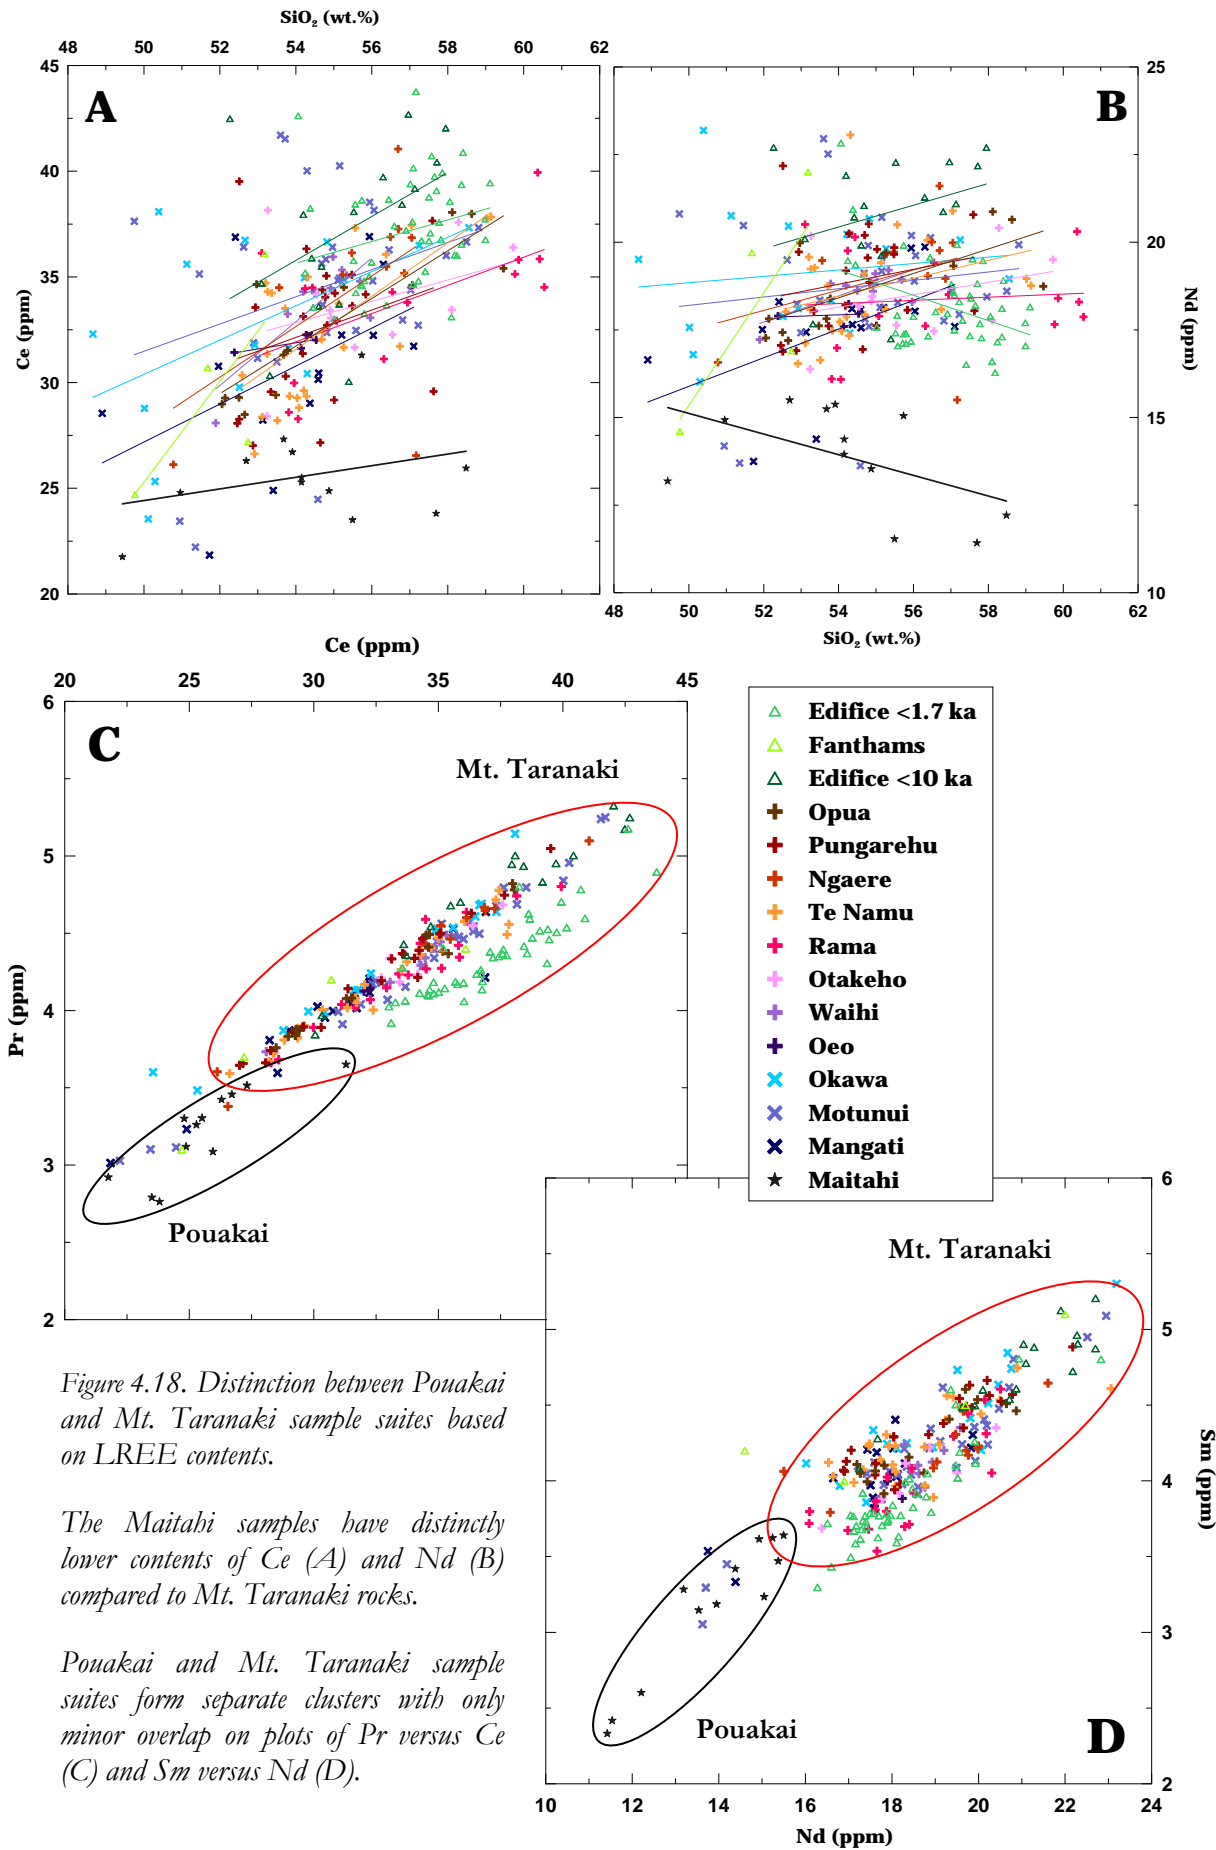 SiO₂ (wt.%)
48 50 52 54 56 58 60 62
45
40
35
30
25
20
Ce (ppm)
A
25
20
15
10
Nd (ppm)
B
48 50 52 54 56 58 60 62
SiO₂ (wt.%)
Ce (ppm)
20 25 30 35 40 45
6
5
4
3
2
Pr (ppm)
C
Mt. Taranaki
Pouakai
Edifice <1.7 ka
Fanthams
Edifice <10 ka
Opua
Pungarehu
Ngaere
Te Namu
Rama
Otakeho
Waihi
Oeo
Okawa
Motunui
Mangati
Maitahi
6
5
4
3
2
Sm (ppm)
Mt. Taranaki
Pouakai
D
10 12 14 16 18 20 22 24
Nd (ppm)
Figure 4.18. Distinction between Pouakai
and Mt. Taranaki sample suites based
on LREE contents.
The Maitahi samples have distinctly
lower contents of Ce (A) and Nd (B)
compared to Mt. Taranaki rocks.
Pouakai and Mt. Taranaki sample
suites form separate clusters with only
minor overlap on plots of Pr versus Ce
(C) and Sm versus Nd (D).